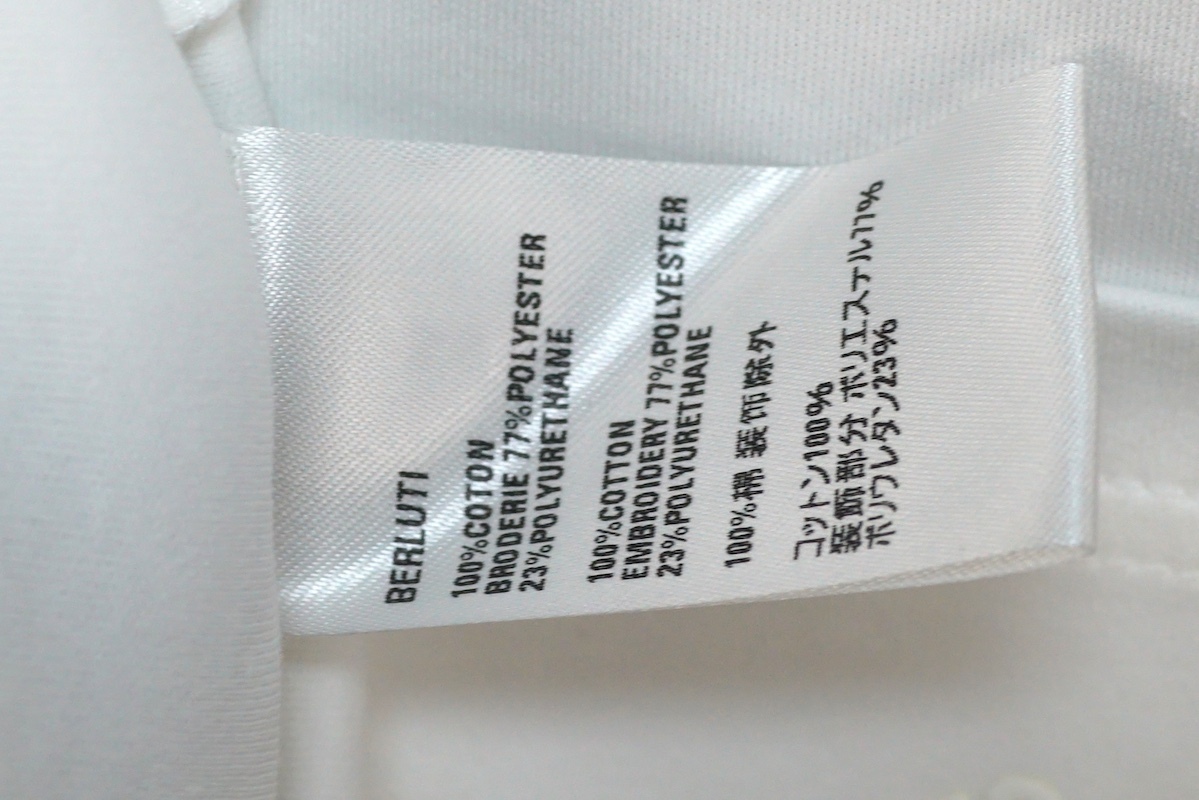 BERLUTI
100%COTON
BRODERIE 77%POLYESTER
23%POLYURETHANE
100%COTTON
EMBROIDERY 77%POLYESTER
23%POLYURETHANE
100%棉 装饰除外
コットン100%
装飾部分 ポリエステル77%
ポリウレタン23%